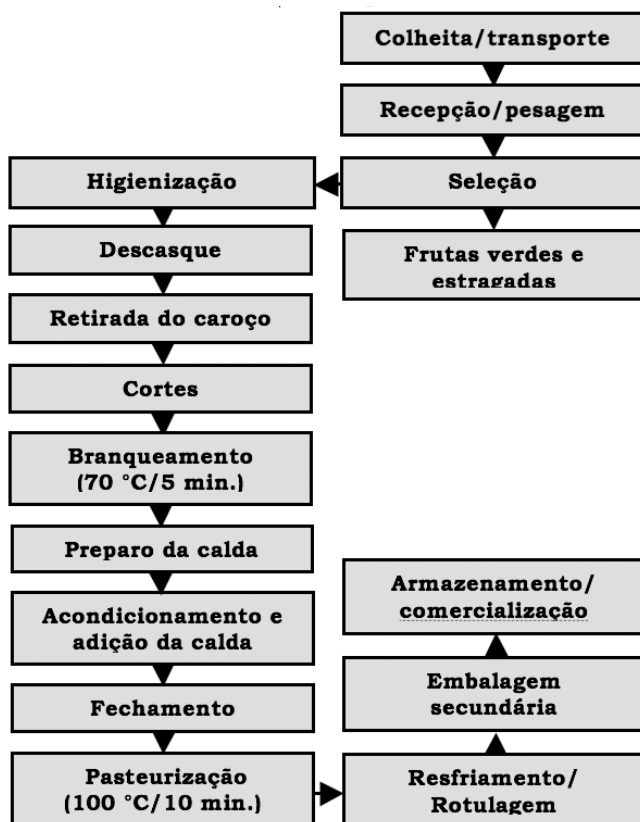 Colheita/transporte
Recepção/pesagem
Seleção
Frutas verdes e
estragadas
Higienização
Descasque
Retirada do caroço
Cortes
Branqueamento
(70 °C/5 min.)
Preparo da calda
Acondicionamento e
adição da calda
Fechamento
Pasteurização
(100 °C/10 min.)
Resfriamento/
Rotulagem
Embalagem
secundária
Armazenamento/
comercialização